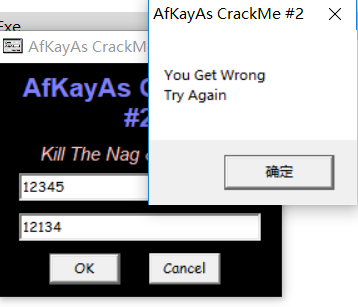 Exe
AfKayAs CrackMe #2
AfKayAs CrackM
You Get Wrong
Try Again
确定
AfKayAs C
#2
Kill The Nag
12345
12134
OK
Cancel